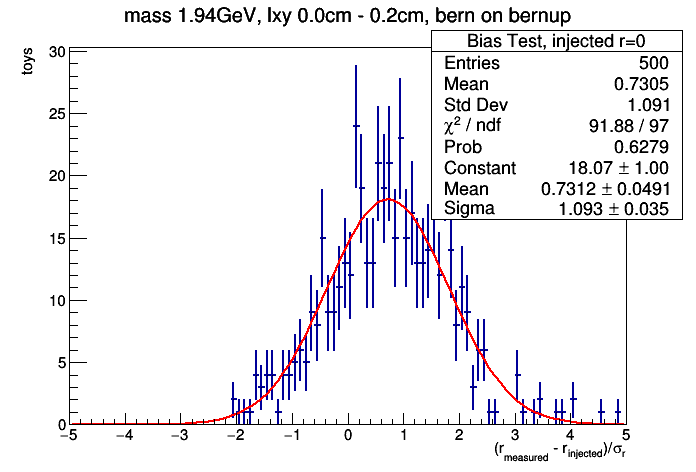 mass 1.94GeV, lxy 0.0cm - 0.2cm, bern on bernup
toys
30
25
20
15
10
5
0
Bias Test, injected r=0
Entries 500
Mean 0.7305
Std Dev 1.091
χ² / ndf 91.88 / 97
Prob 0.6279
Constant 18.07 ± 1.00
Mean 0.7312 ± 0.0491
Sigma 1.093 ± 0.035
−5 −4 −3 −2 −1 0 1 2 3 4 5
(r_measured - r_injected)/σ_r